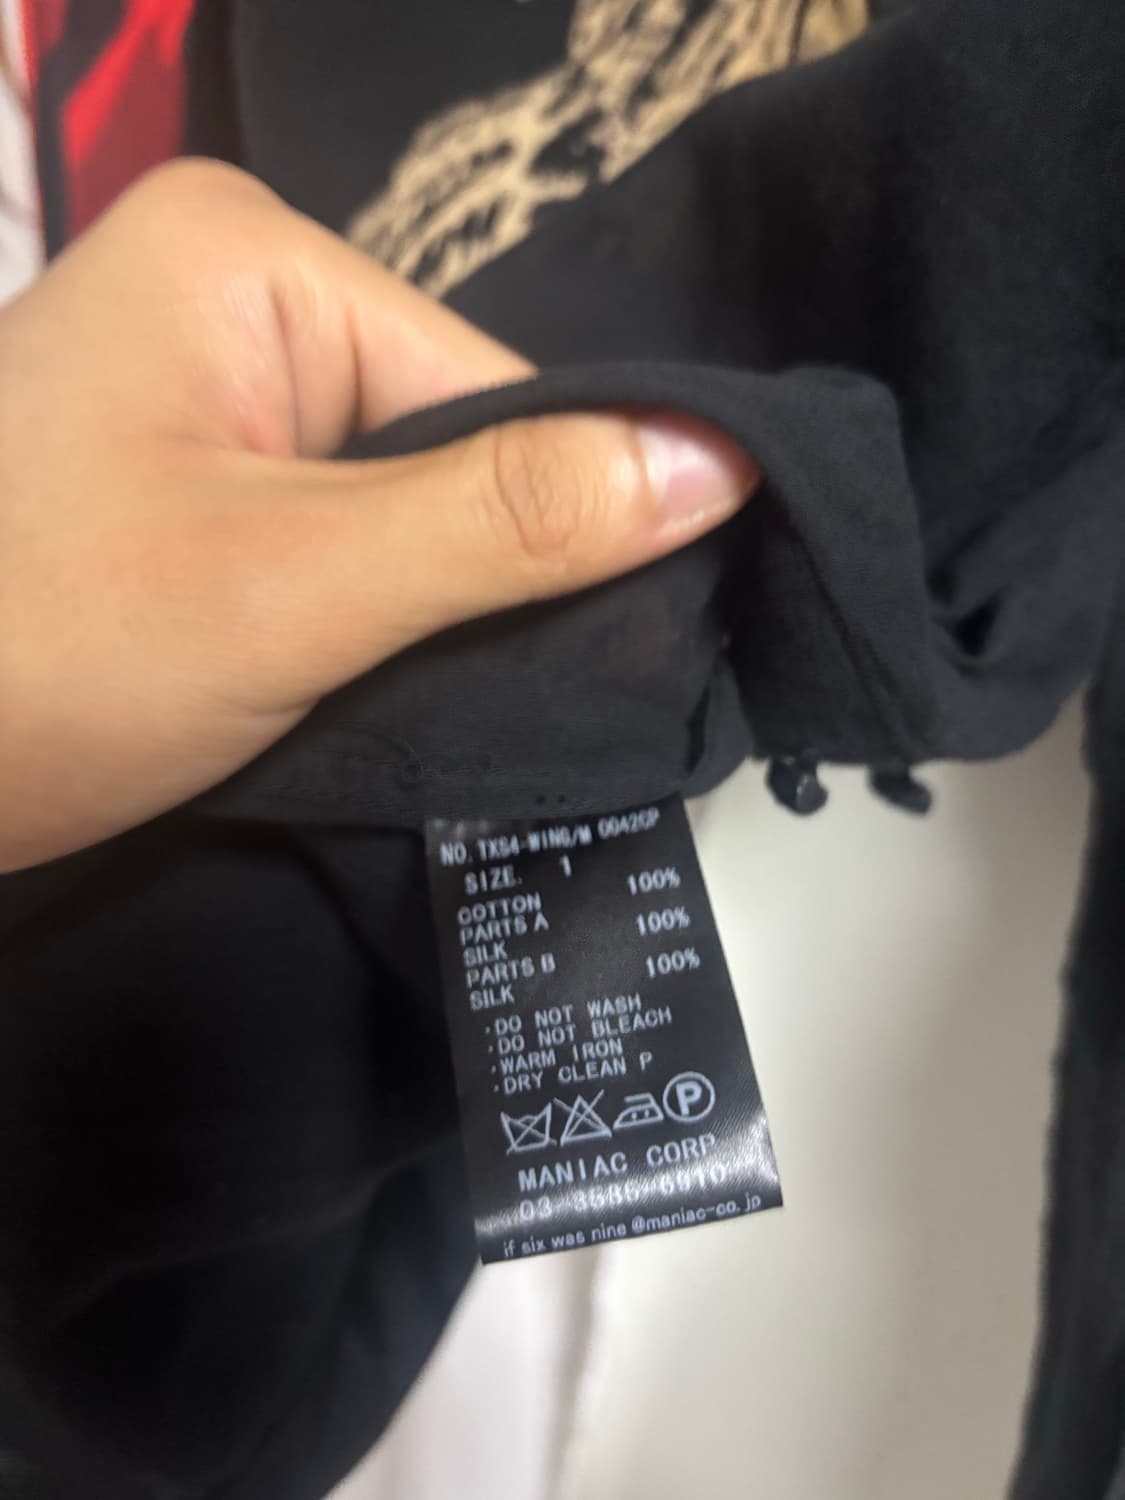 NO. TXS4-WING/M 0042CP
SIZE. 1
COTTON 100%
PARTS A
SILK 100%
PARTS B
SILK 100%
・DO NOT WASH
・DO NOT BLEACH
・WARM IRON
・DRY CLEAN P
P
MANIAC CORP
03
if six was nine @maniac-co.jp